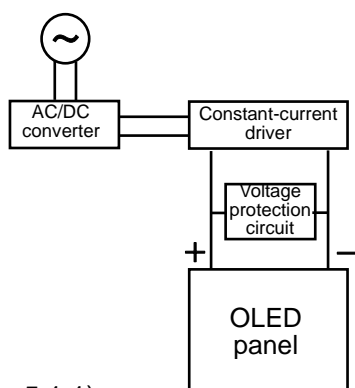 ~
AC/DC
converter
Constant-current
driver
Voltage
protection
circuit
+ −
OLED
panel